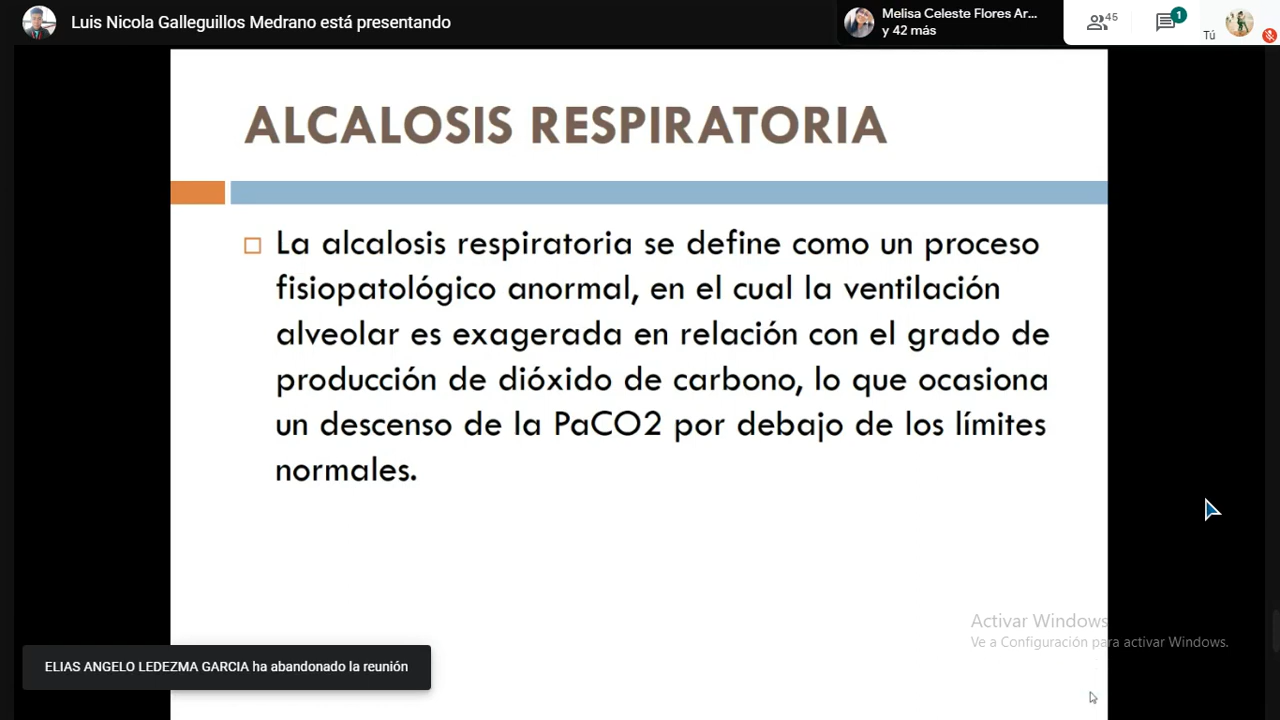 Luis Nicola Galleguillos Medrano está presentando
Melisa Celeste Flores Ar...
y 42 más
45
1
Tú
ALCALOSIS RESPIRATORIA
La alcalosis respiratoria se define como un proceso
fisiopatológico anormal, en el cual la ventilación
alveolar es exagerada en relación con el grado de
producción de dióxido de carbono, lo que ocasiona
un descenso de la PaCO2 por debajo de los límites
normales.
Activar Windows
Ve a Configuración para activar Windows.
ELIAS ANGELO LEDEZMA GARCIA ha abandonado la reunión